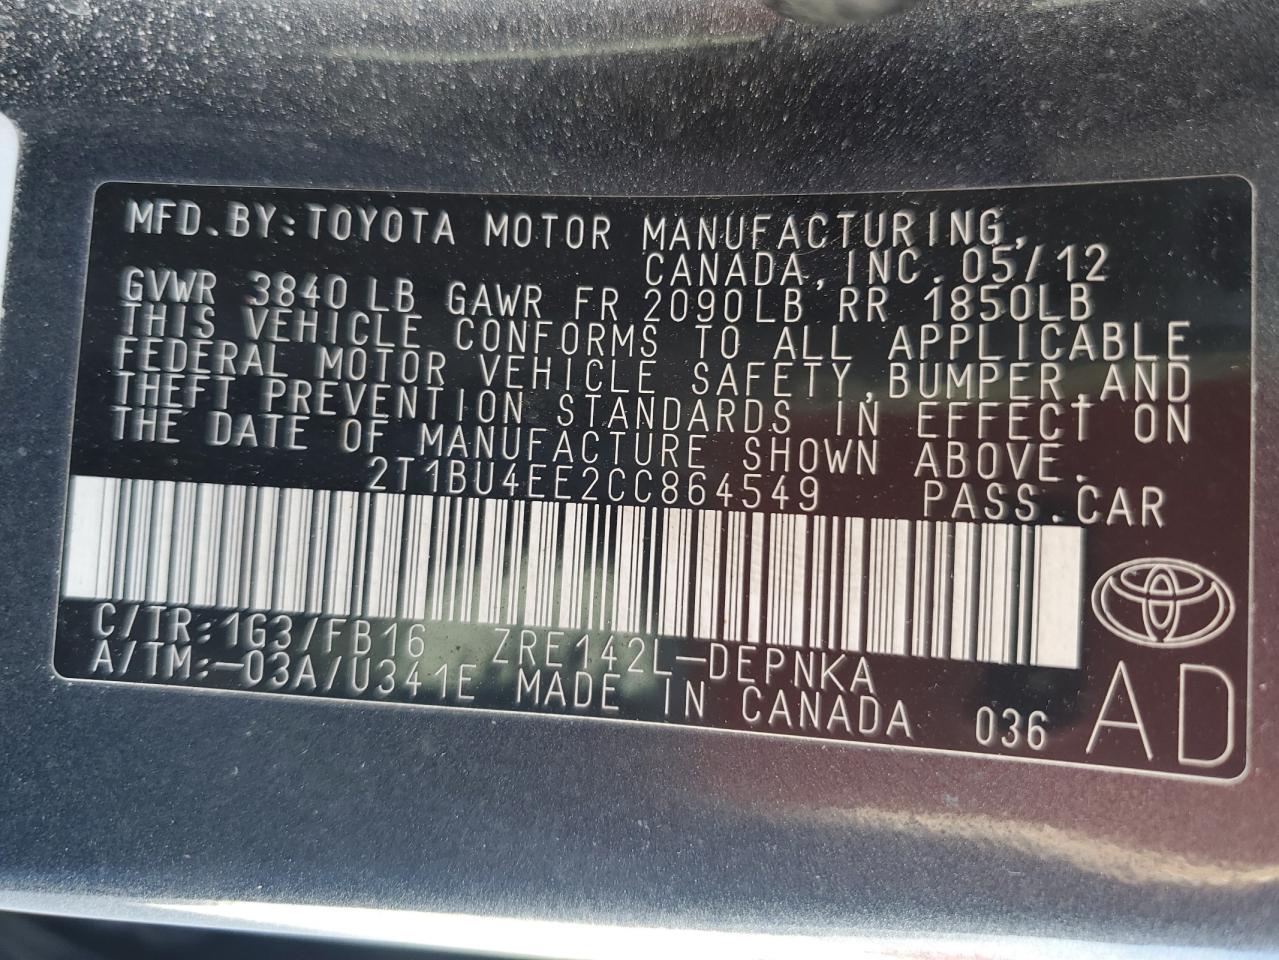 MFD.BY:TOYOTA MOTOR MANUFACTURING,
CANADA, INC. 05/12
GVWR 3840LB GAWR FR 2090LB RR 1850LB
THIS VEHICLE CONFORMS TO ALL APPLICABLE
FEDERAL MOTOR VEHICLE SAFETY,BUMPER,AND
THEFT PREVENTION STANDARDS IN EFFECT ON
THE DATE OF MANUFACTURE SHOWN ABOVE.
2T1BU4EE2CC864549 PASS.CAR
C/TR:1G3/FB16 ZRE142L-DEPNKA
A/TM:-03A/U341E MADE IN CANADA 036 AD